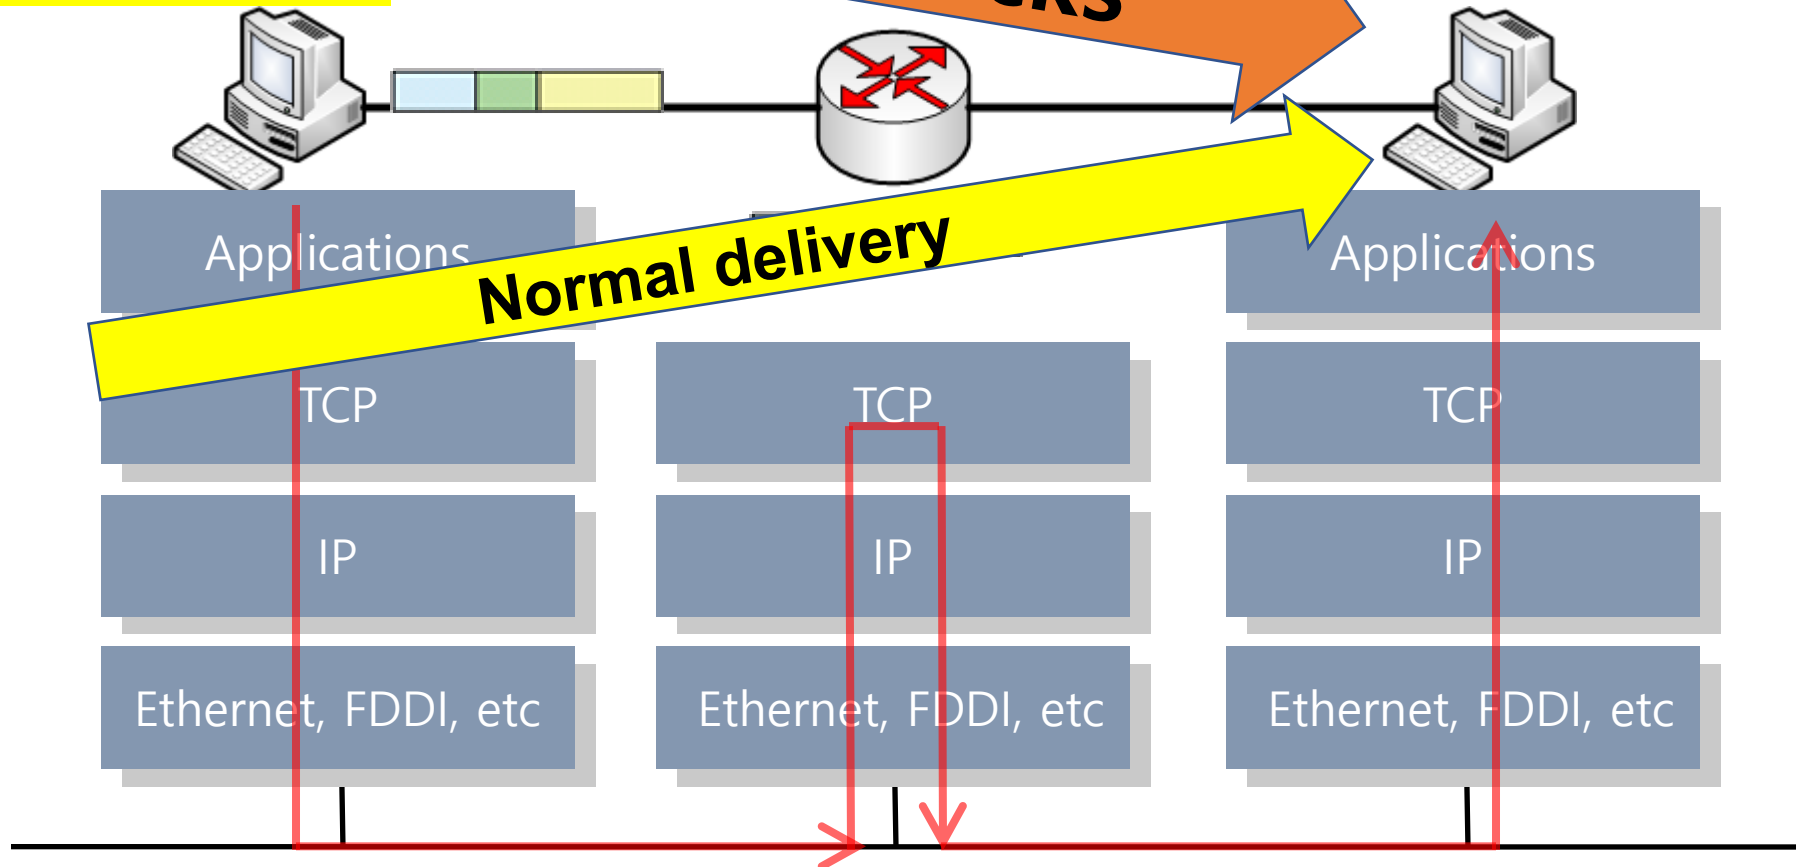 Applications
Normal delivery
Applications
TCP
TCP
TCP
IP
IP
IP
Ethernet, FDDI, etc
Ethernet, FDDI, etc
Ethernet, FDDI, etc